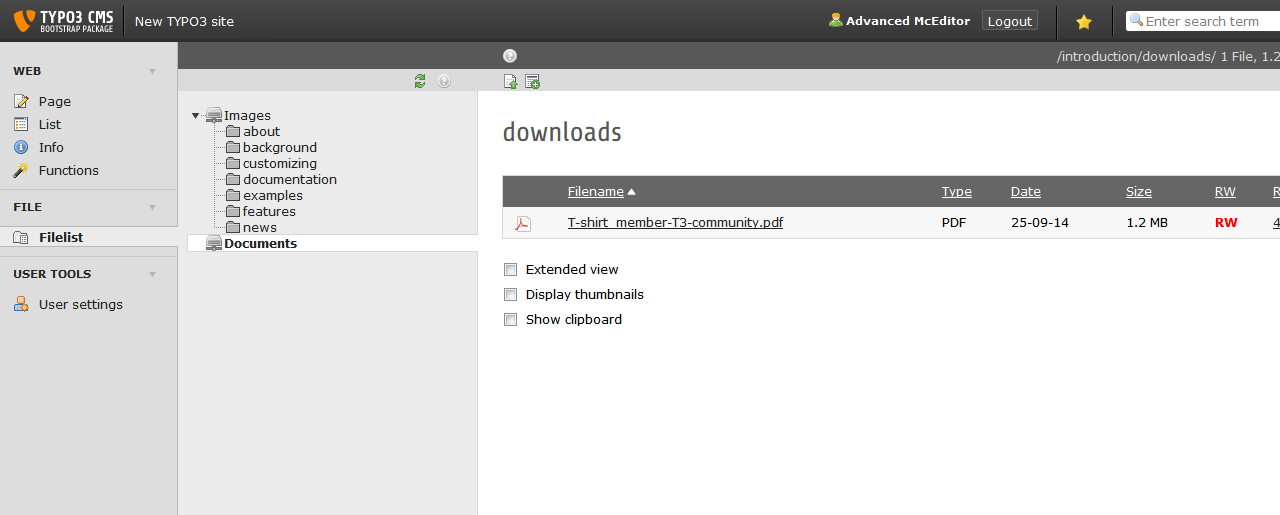 TYPO3 CMS
BOOTSTRAP PACKAGE
New TYPO3 site
Advanced McEditor
Logout
Enter search term
/introduction/downloads/ 1 File, 1.2
WEB
Page
List
Info
Functions
FILE
Filelist
USER TOOLS
User settings
Images
about
background
customizing
documentation
examples
features
news
Documents
downloads
Filename Type Date Size RW R
T-shirt_member-T3-community.pdf PDF 25-09-14 1.2 MB RW 4
Extended view
Display thumbnails
Show clipboard